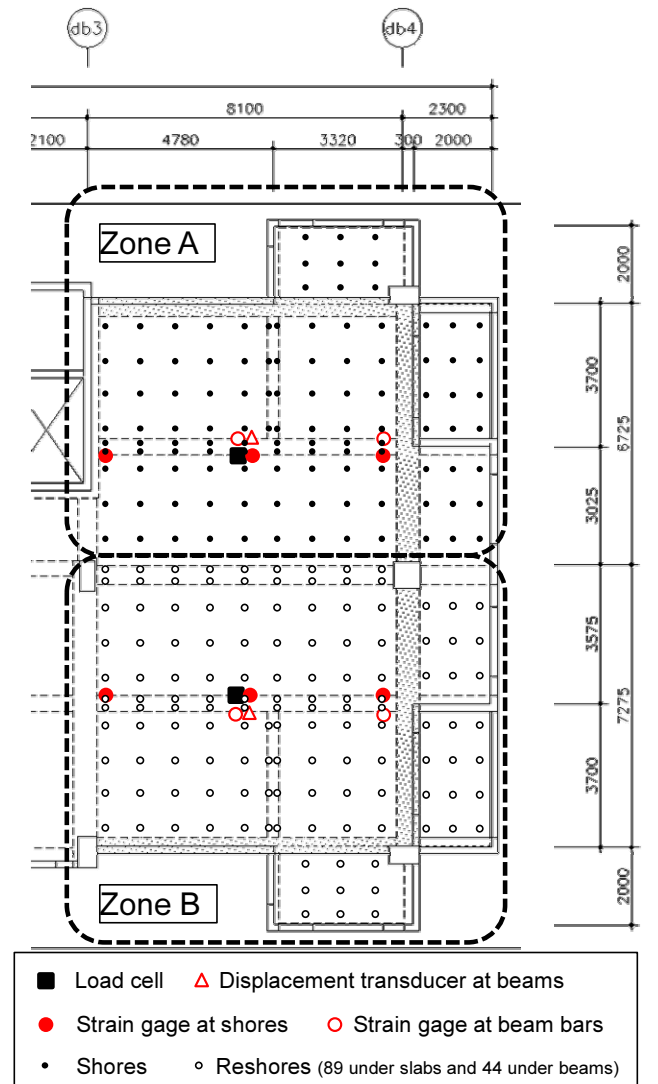 db3 db4
8100 2300
2100 4780 3320 300 2000
Zone A
2000
3700
6725
3025
3575
7275
3700
2000
Zone B
Load cell Displacement transducer at beams
Strain gage at shores Strain gage at beam bars
Shores Reshores (89 under slabs and 44 under beams)